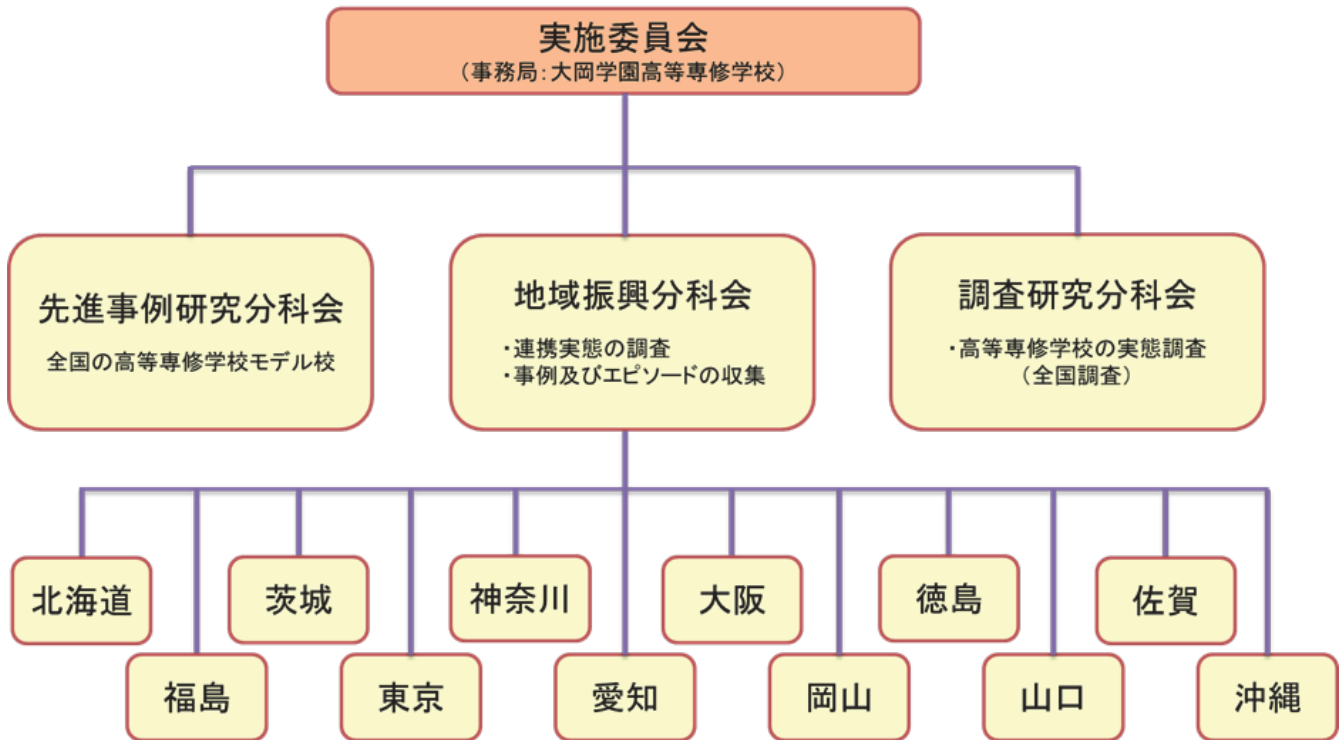 実施委員会
（事務局：大岡学園高等専修学校）
先進事例研究分科会
全国の高等専修学校モデル校
地域振興分科会
・連携実態の調査
・事例及びエピソードの収集
調査研究分科会
・高等専修学校の実態調査
（全国調査）
北海道
茨城
神奈川
大阪
徳島
佐賀
福島
東京
愛知
岡山
山口
沖縄